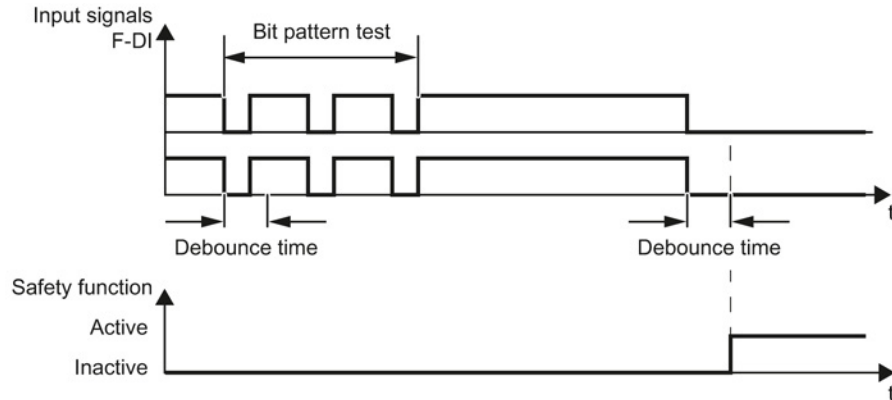 Input signals
F-DI
Bit pattern test
t
Debounce time
Debounce time
Safety function
Active
Inactive
t